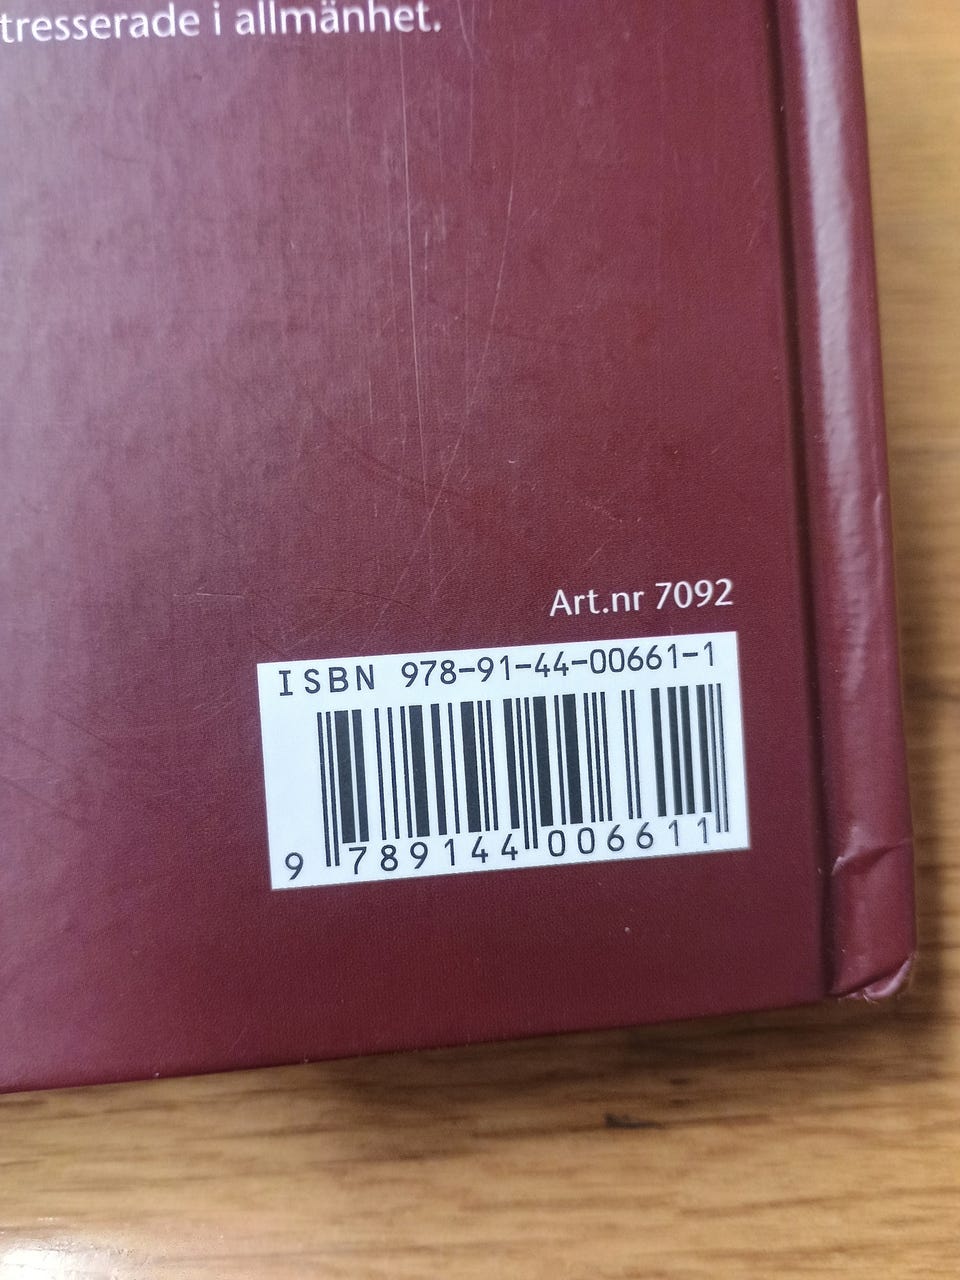 tresserade i allmänhet.
Art.nr 7092
ISBN 978-91-44-00661-1
9 789144 006611